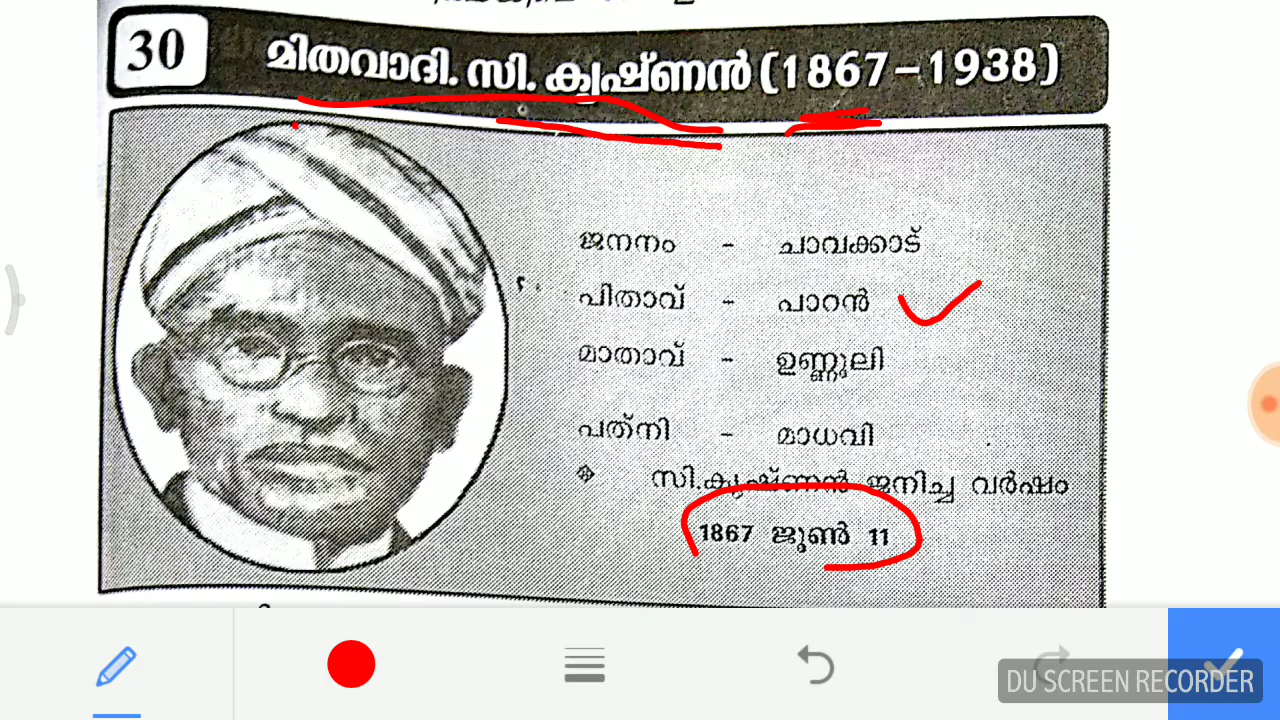 30
മിതവാദി. സി. കൃഷ്ണൻ (1867-1938)
ജനനം - ചാവക്കാട്
പിതാവ് - പാറൻ
മാതാവ് - ഉണ്ണൂലി
പത്നി - മാധവി
സി.കൃഷ്ണൻ ജനിച്ച വർഷം
1867 ജൂൺ 11
DU SCREEN RECORDER